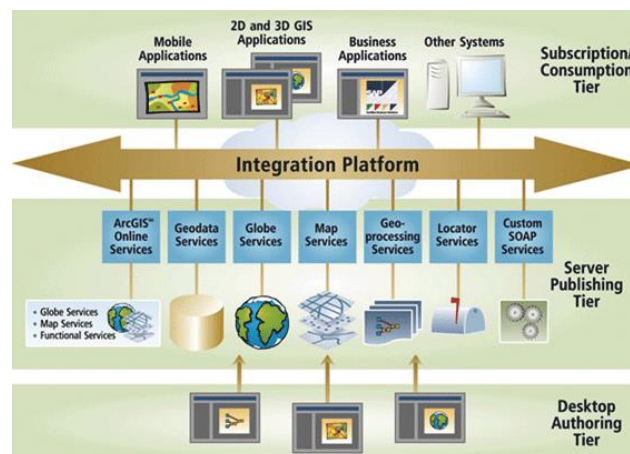 Mobile
Applications
2D and 3D GIS
Applications
Business
Applications
Other Systems
Subscription/
Consumption
Tier
Integration Platform
ArcGIS℠
Online
Services
Geodata
Services
Globe
Services
Map
Services
Geo-
processing
Services
Locator
Services
Custom
SOAP
Services
• Globe Services
• Map Services
• Functional Services
Server
Publishing
Tier
Desktop
Authoring
Tier